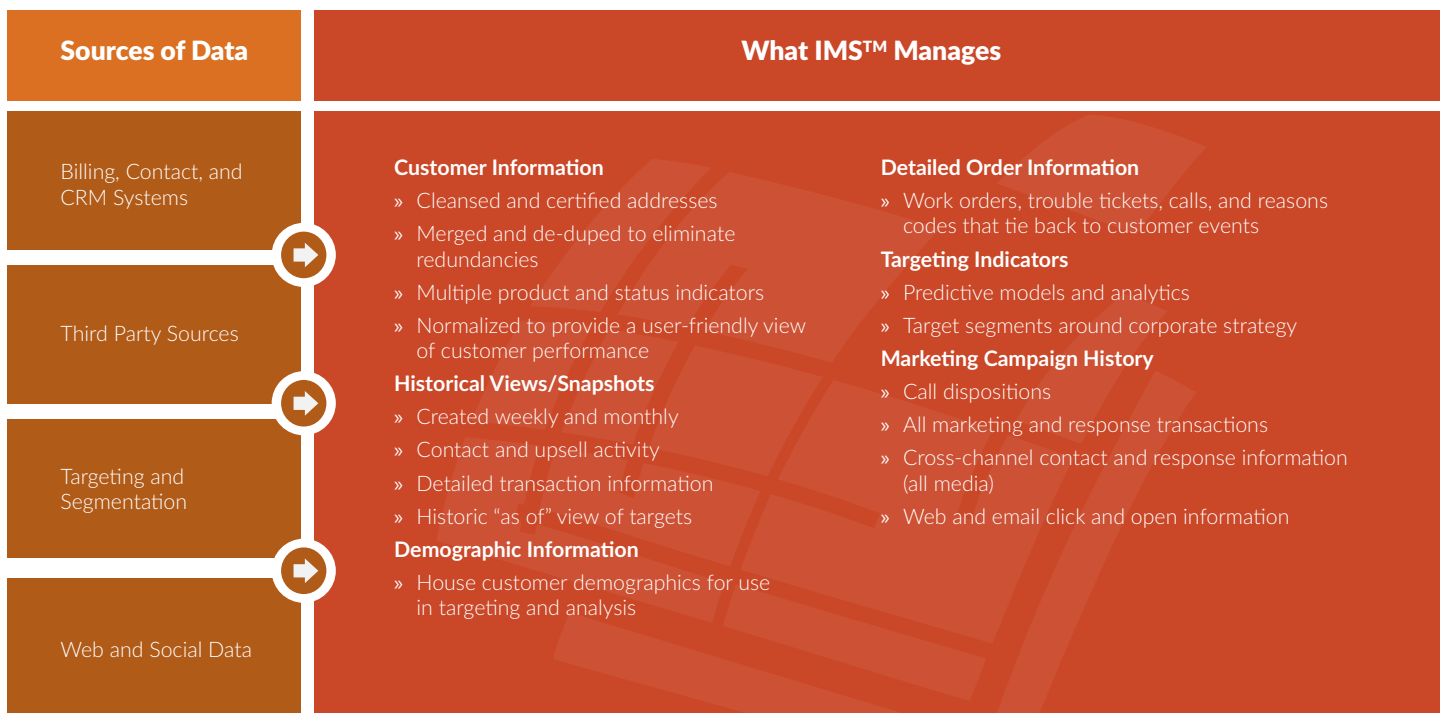 Sources of Data
What IMS™ Manages
Billing, Contact, and
CRM Systems
Third Party Sources
Targeting and
Segmentation
Web and Social Data
Customer Information
» Cleansed and certified addresses
» Merged and de-duped to eliminate
redundancies
» Multiple product and status indicators
» Normalized to provide a user-friendly view
of customer performance
Historical Views/Snapshots
» Created weekly and monthly
» Contact and upsell activity
» Detailed transaction information
» Historic “as of” view of targets
Demographic Information
» House customer demographics for use
in targeting and analysis
Detailed Order Information
» Work orders, trouble tickets, calls, and reasons
codes that tie back to customer events
Targeting Indicators
» Predictive models and analytics
» Target segments around corporate strategy
Marketing Campaign History
» Call dispositions
» All marketing and response transactions
» Cross-channel contact and response information
(all media)
» Web and email click and open information